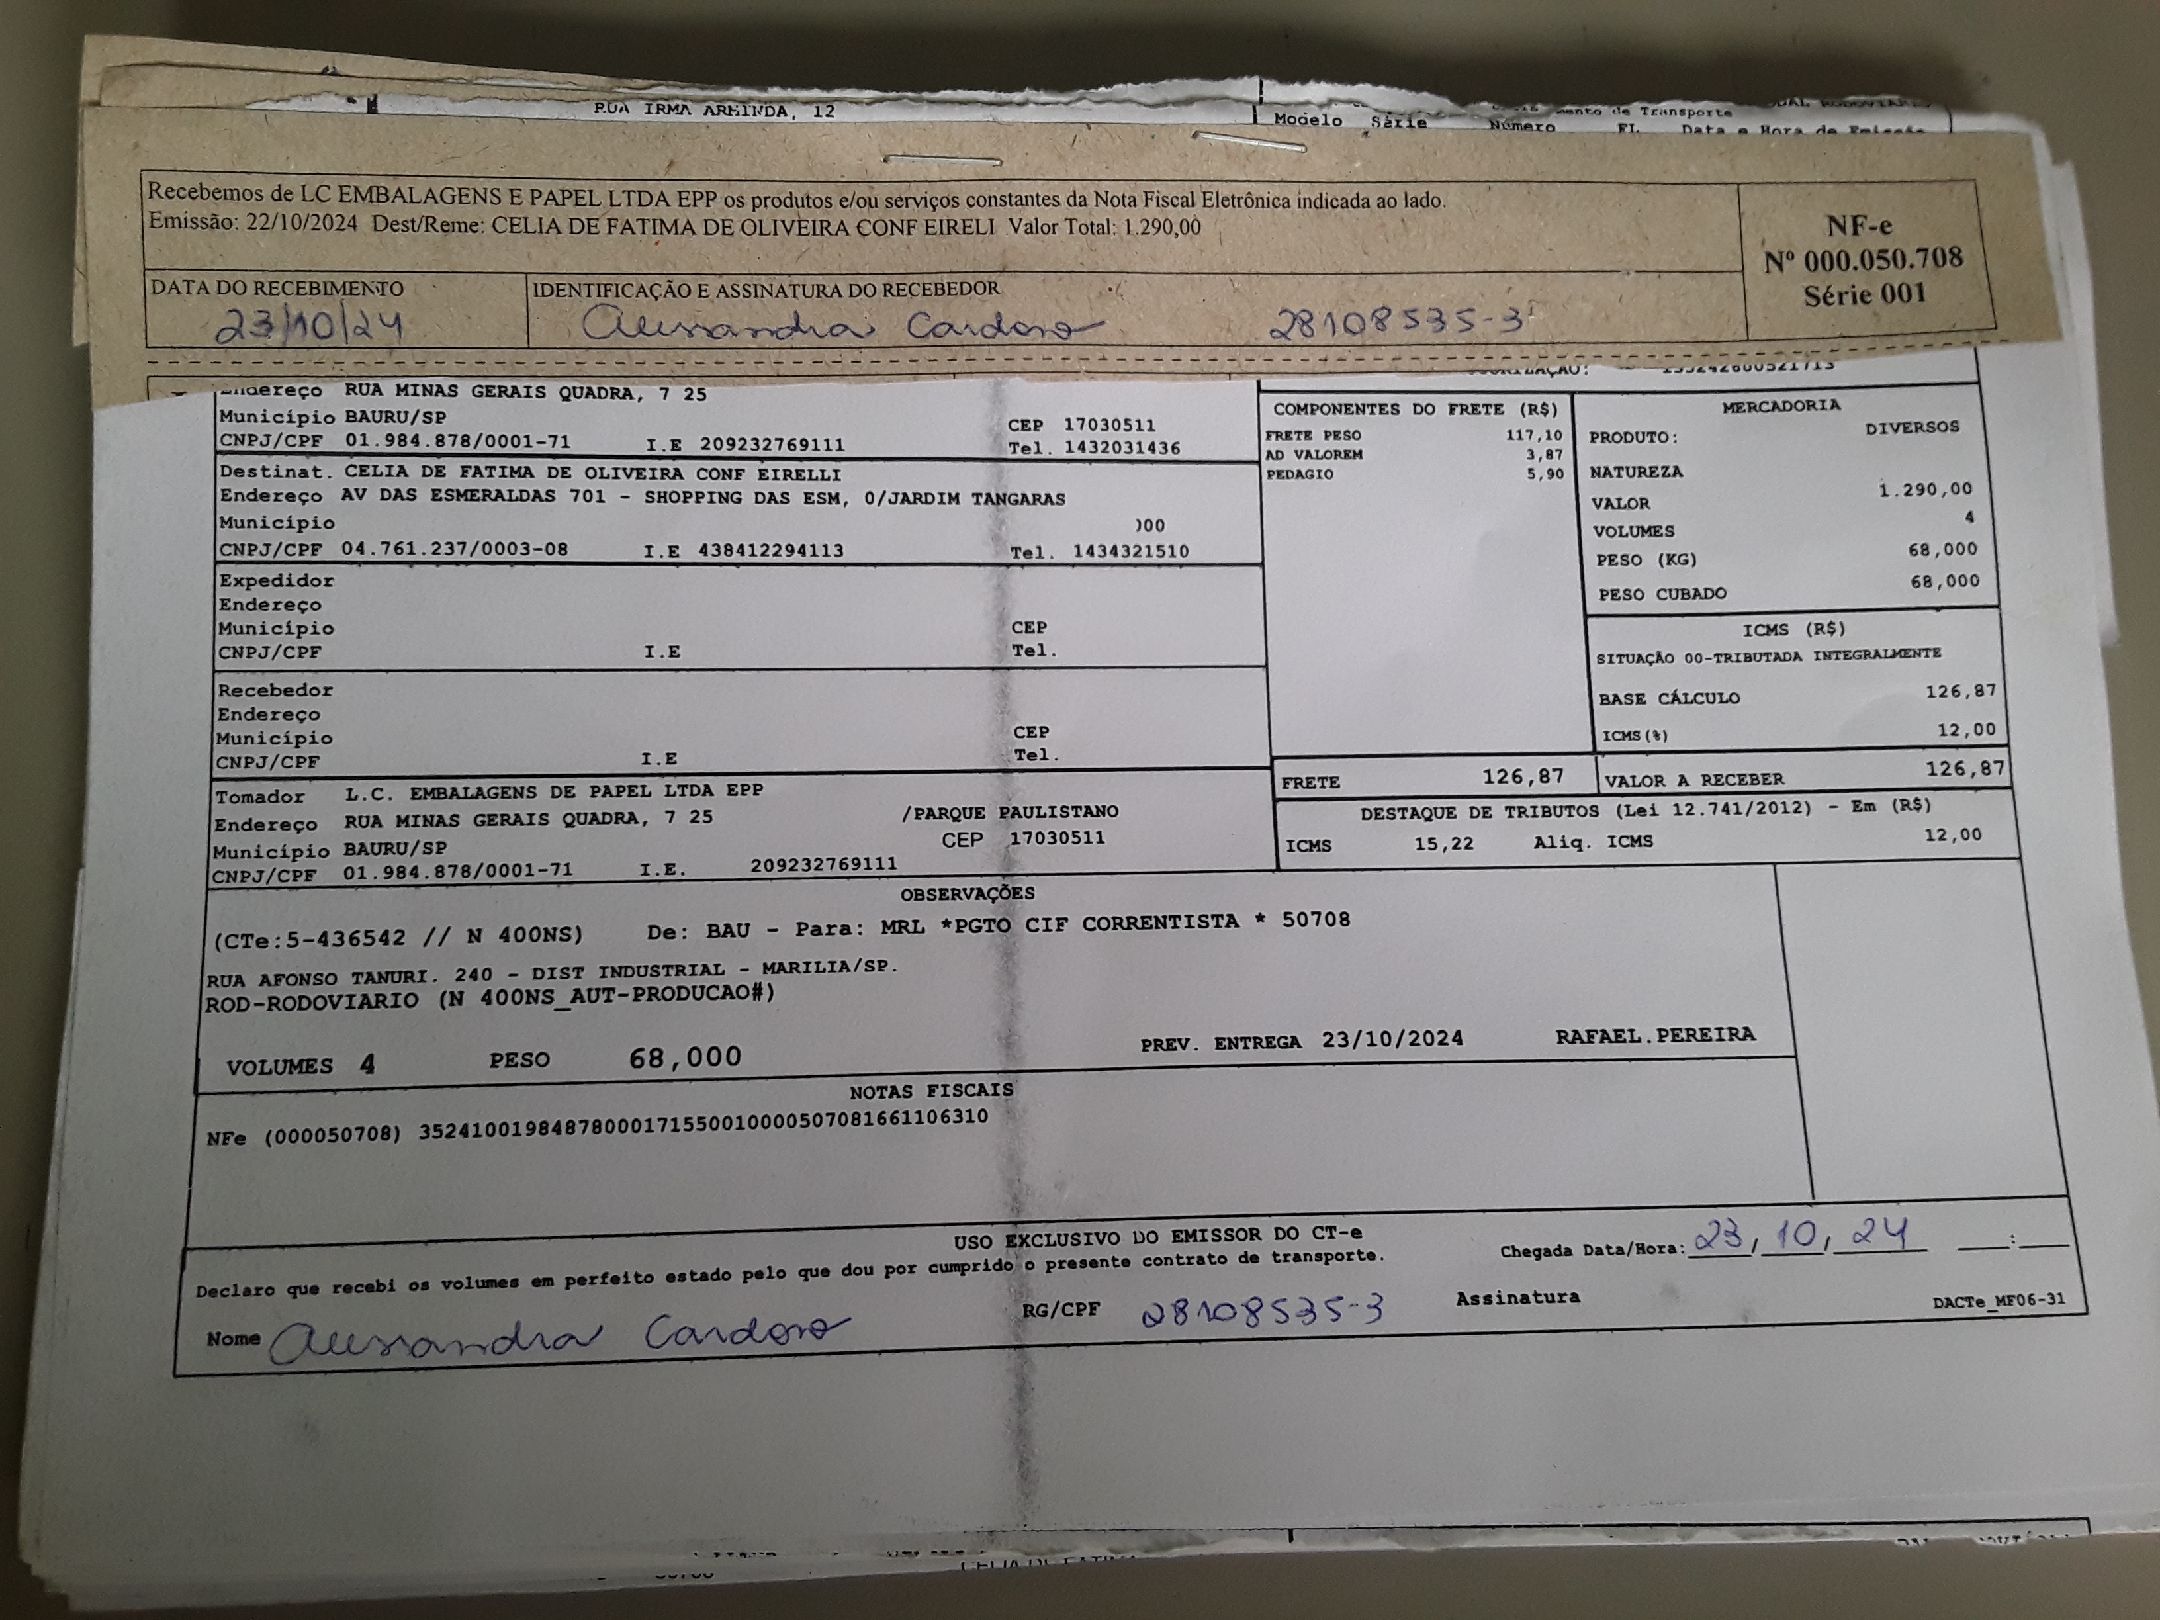 RUA IRMA ARMINDA, 12
Modelo Série Número FL Data e Hora de Emissão
Recebemos de LC EMBALAGENS E PAPEL LTDA EPP os produtos e/ou serviços constantes da Nota Fiscal Eletrônica indicada ao lado.
Emissão: 22/10/2024 Dest/Reme: CELIA DE FATIMA DE OLIVEIRA CONF EIRELI Valor Total: 1.290,00
NF-e
Nº 000.050.708
Série 001
DATA DO RECEBIMENTO
23/10/24
IDENTIFICAÇÃO E ASSINATURA DO RECEBEDOR
Alessandra Cardoso 28108535-3
Endereço RUA MINAS GERAIS QUADRA, 7 25
Município BAURU/SP CEP 17030511
CNPJ/CPF 01.984.878/0001-71 I.E 209232769111 Tel. 1432031436
Destinat. CELIA DE FATIMA DE OLIVEIRA CONF EIRELLI
Endereço AV DAS ESMERALDAS 701 - SHOPPING DAS ESM, 0/JARDIM TANGARAS
Município 00
CNPJ/CPF 04.761.237/0003-08 I.E 438412294113 Tel. 1434321510
Expedidor
Endereço
Município CEP
CNPJ/CPF I.E Tel.
Recebedor
Endereço
Município CEP
CNPJ/CPF I.E Tel.
Tomador L.C. EMBALAGENS DE PAPEL LTDA EPP
Endereço RUA MINAS GERAIS QUADRA, 7 25 /PARQUE PAULISTANO
Município BAURU/SP CEP 17030511
CNPJ/CPF 01.984.878/0001-71 I.E. 209232769111
COMPONENTES DO FRETE (R$)
FRETE PESO 117,10
AD VALOREM 3,87
PEDAGIO 5,90
MERCADORIA
PRODUTO: DIVERSOS
NATUREZA
VALOR 1.290,00
VOLUMES 4
PESO (KG) 68,000
PESO CUBADO 68,000
ICMS (R$)
SITUAÇÃO 00-TRIBUTADA INTEGRALMENTE
BASE CÁLCULO 126,87
ICMS(%) 12,00
FRETE 126,87 VALOR A RECEBER 126,87
DESTAQUE DE TRIBUTOS (Lei 12.741/2012) - Em (R$)
ICMS 15,22 Aliq. ICMS 12,00
OBSERVAÇÕES
(CTe:5-436542 // N 400NS) De: BAU - Para: MRL *PGTO CIF CORRENTISTA * 50708
RUA AFONSO TANURI. 240 - DIST INDUSTRIAL - MARILIA/SP.
ROD-RODOVIARIO (N 400NS_AUT-PRODUCAO#)
VOLUMES 4 PESO 68,000 PREV. ENTREGA 23/10/2024 RAFAEL.PEREIRA
NOTAS FISCAIS
NFe (000050708) 35241001984878000171550010000507081661106310
USO EXCLUSIVO DO EMISSOR DO CT-e
Declaro que recebi os volumes em perfeito estado pelo que dou por cumprido o presente contrato de transporte.
Chegada Data/Hora: 23, 10, 24 :
Nome Alessandra Cardoso RG/CPF 28108535-3 Assinatura
DACTe_MF06-31